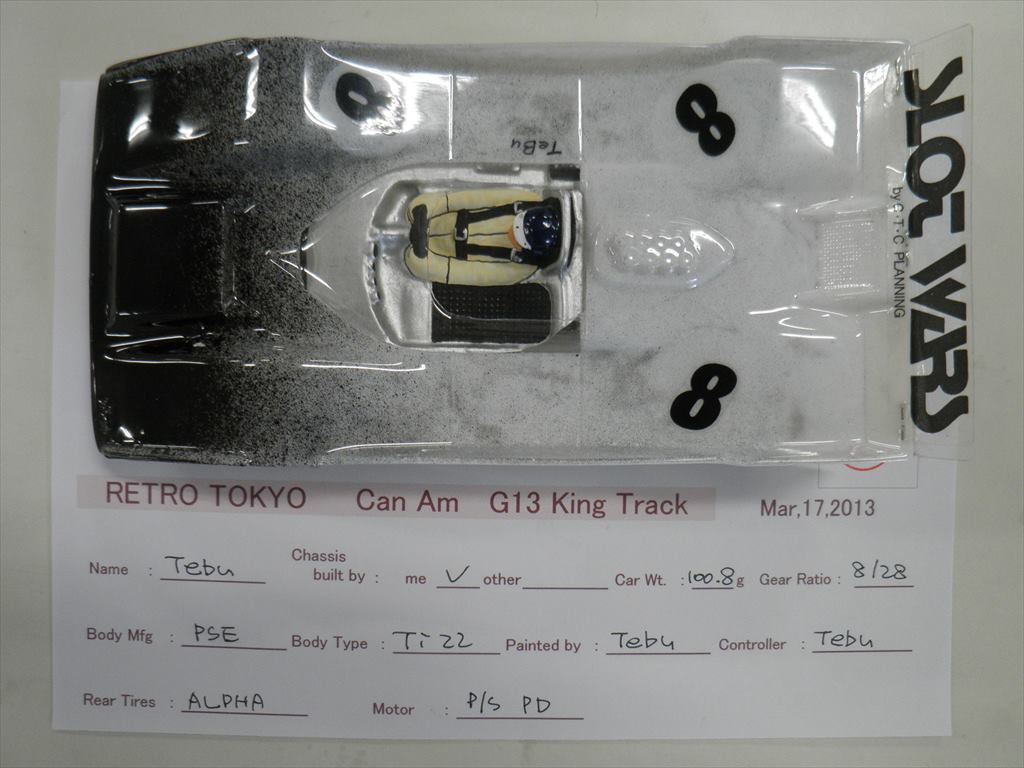 8
8
TeBu
8
SLOT WARS
by G·T·C PLANNING
RETRO TOKYO Can Am G13 King Track Mar,17,2013
Name : Tebu Chassis built by : me V other Car Wt. :100.8g Gear Ratio : 8/28
Body Mfg : PSE Body Type : Ti 22 Painted by : Tebu Controller : Tebu
Rear Tires : ALPHA Motor : P/S PD